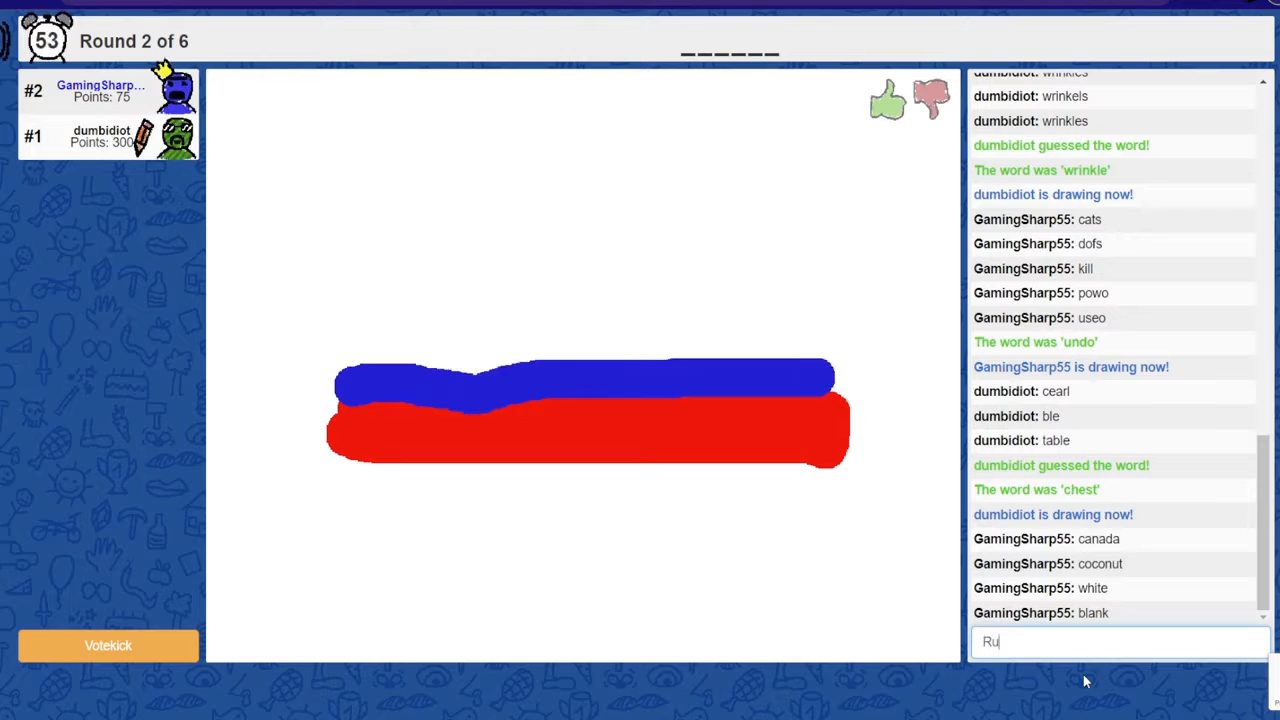 53
Round 2 of 6
______
#2
GamingSharp...
Points: 75
#1
dumbidiot
Points: 300
dumbidiot: wrinkles
dumbidiot: wrinkels
dumbidiot: wrinkles
dumbidiot guessed the word!
The word was 'wrinkle'
dumbidiot is drawing now!
GamingSharp55: cats
GamingSharp55: dofs
GamingSharp55: kill
GamingSharp55: powo
GamingSharp55: useo
The word was 'undo'
GamingSharp55 is drawing now!
dumbidiot: cearl
dumbidiot: ble
dumbidiot: table
dumbidiot guessed the word!
The word was 'chest'
dumbidiot is drawing now!
GamingSharp55: canada
GamingSharp55: coconut
GamingSharp55: white
GamingSharp55: blank
Ru
Votekick